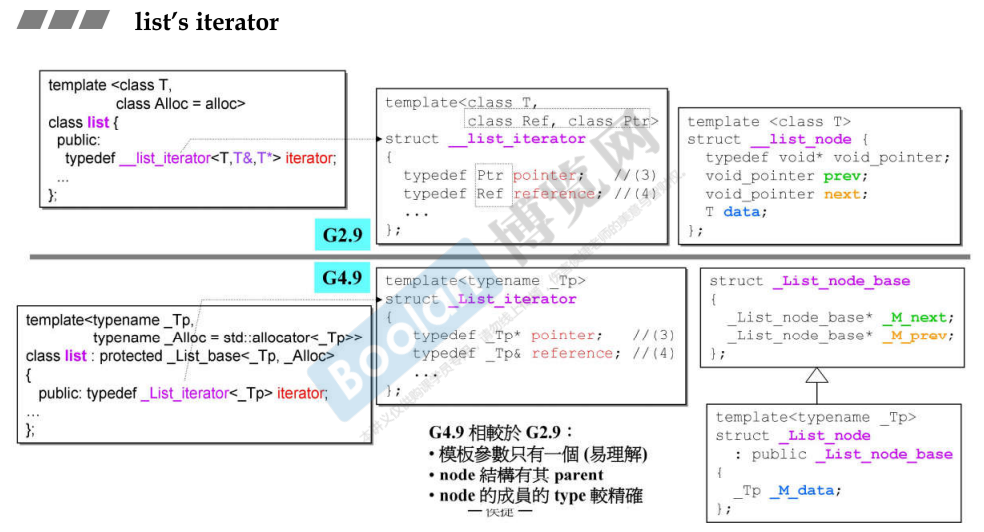 list's iterator
template <class T,
class Alloc = alloc>
class list {
public:
typedef __list_iterator<T,T&,T*> iterator;
...
};
template<class T,
class Ref, class Ptr>
struct __list_iterator
{
typedef Ptr pointer; //(3)
typedef Ref reference; //(4)
...
};
template <class T>
struct __list_node {
typedef void* void_pointer;
void_pointer prev;
void_pointer next;
T data;
};
G2.9
G4.9
template<typename _Tp,
typename _Alloc = std::allocator<_Tp>>
class list : protected _List_base<_Tp, _Alloc>
{
public: typedef _List_iterator<_Tp> iterator;
...
};
template<typename _Tp>
struct _List_iterator
{
typedef _Tp* pointer; //(3)
typedef _Tp& reference; //(4)
...
};
struct _List_node_base
{
_List_node_base* _M_next;
_List_node_base* _M_prev;
};
template<typename _Tp>
struct _List_node
: public _List_node_base
{
_Tp _M_data;
};
G4.9 相較於 G2.9：
• 模板參數只有一個 (易理解)
• node 結構有其 parent
• node 的成員的 type 較精確
Boolan
博览网